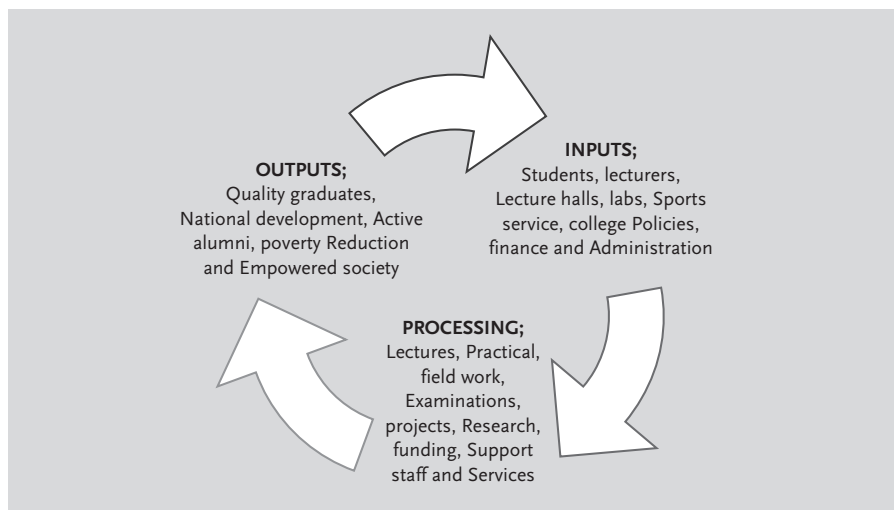 OUTPUTS;
Quality graduates,
National development, Active
alumni, poverty Reduction
and Empowered society
INPUTS;
Students, lecturers,
Lecture halls, labs, Sports
service, college Policies,
finance and Administration
PROCESSING;
Lectures, Practical,
field work,
Examinations,
projects, Research,
funding, Support
staff and Services